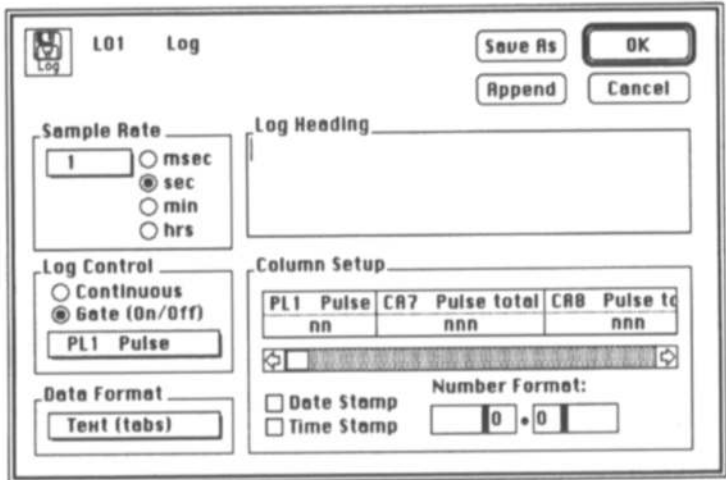 Log
L01 Log
Save As
OK
Append
Cancel
Sample Rate
1
msec
sec
min
hrs
Log Heading
Log Control
Continuous
Gate (On/Off)
PL1 Pulse
Data Format
Text (tabs)
Column Setup
PL1 Pulse CA7 Pulse total CA8 Pulse to
nn nnn nnn
Date Stamp
Time Stamp
Number Format:
0 . 0